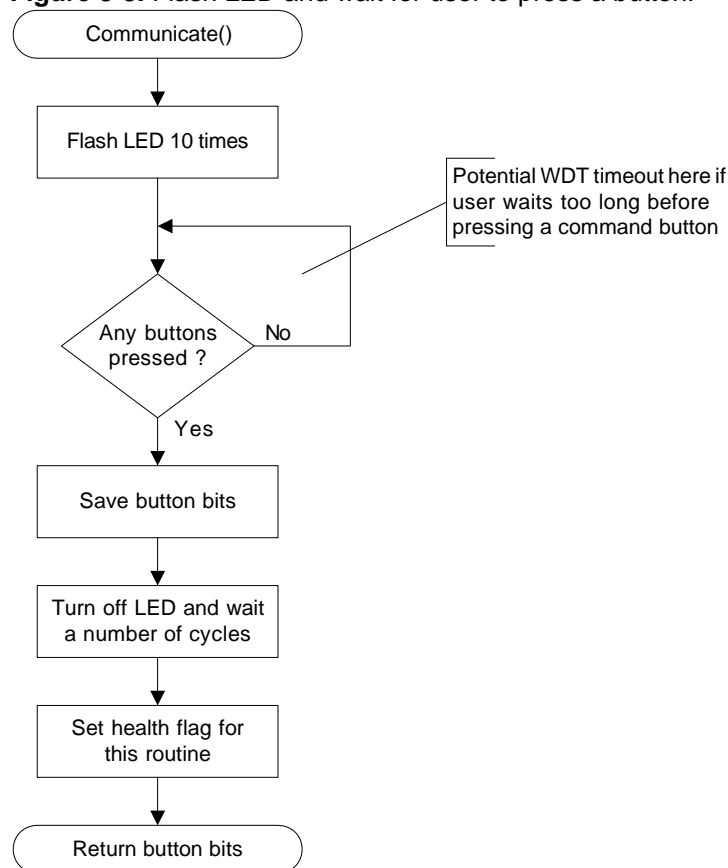 Figure Flash LED and wait for user to press a button.
Communicate()
Flash LED 10 times
Potential WDT timeout here if
user waits too long before
pressing a command button
Any buttons
pressed ?
No
Yes
Save button bits
Turn off LED and wait
a number of cycles
Set health flag for
this routine
Return button bits